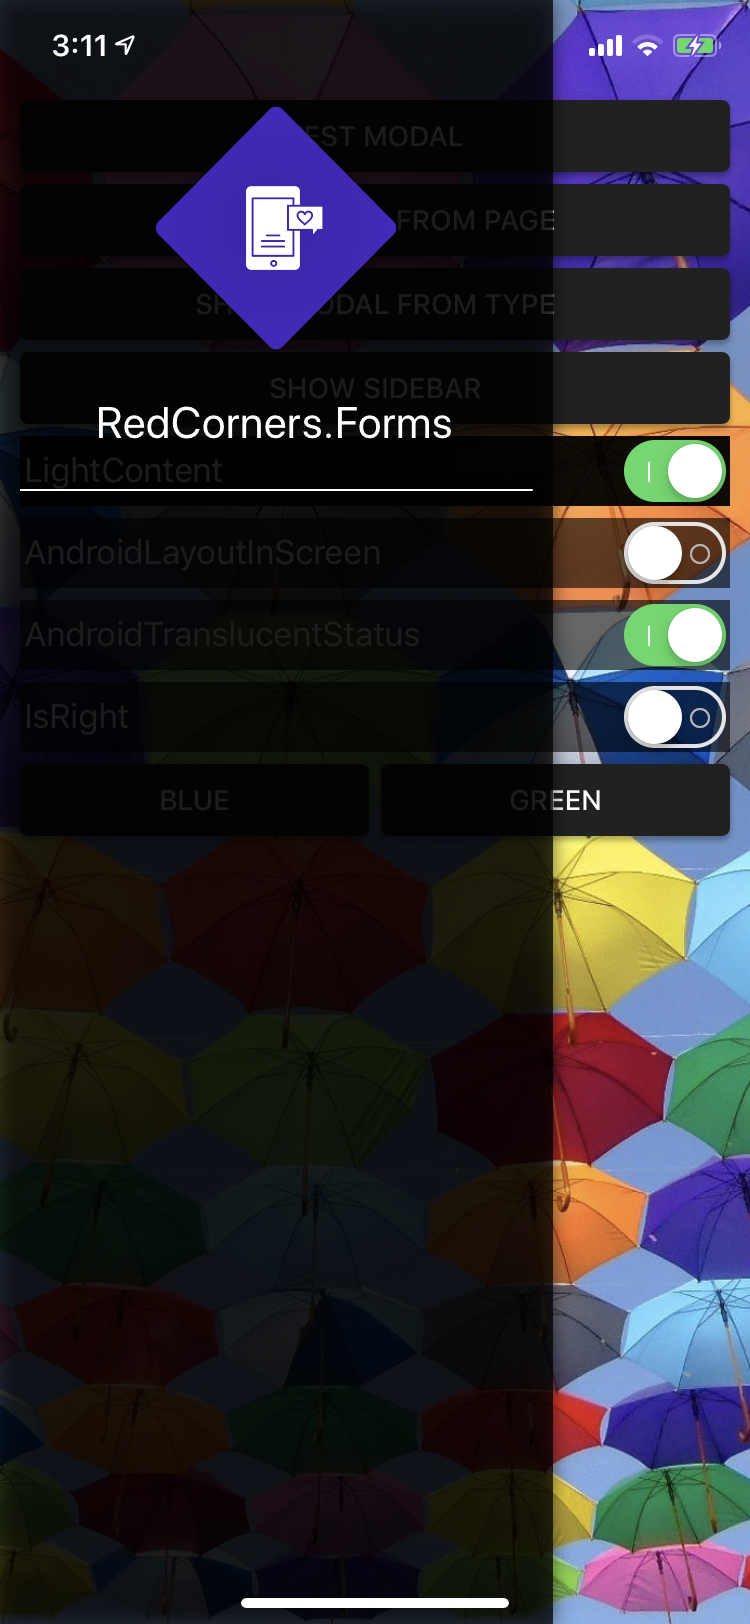 3:11
EST MODAL
FROM PAGE
SH ODAL FROM TYPE
SHOW SIDEBAR
RedCorners.Forms
LightContent
AndroidLayoutInScreen
AndroidTranslucentStatus
IsRight
BLUE GREEN